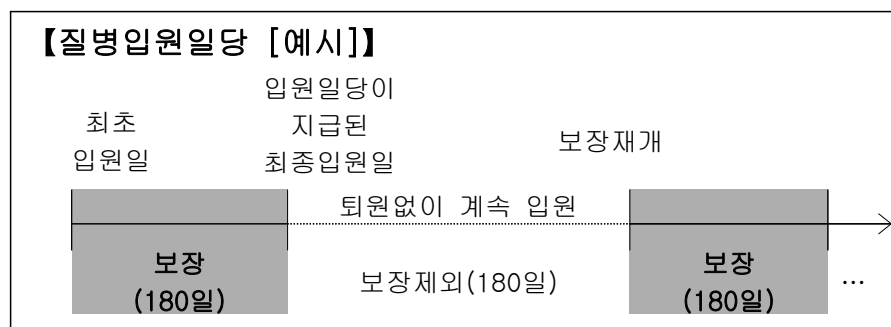 【질병입원일당 [예시]】
최초
입원일
입원일당이
지급된
최종입원일
보장재개
퇴원없이 계속 입원
보장
(180일)
보장제외(180일)
보장
(180일)
…